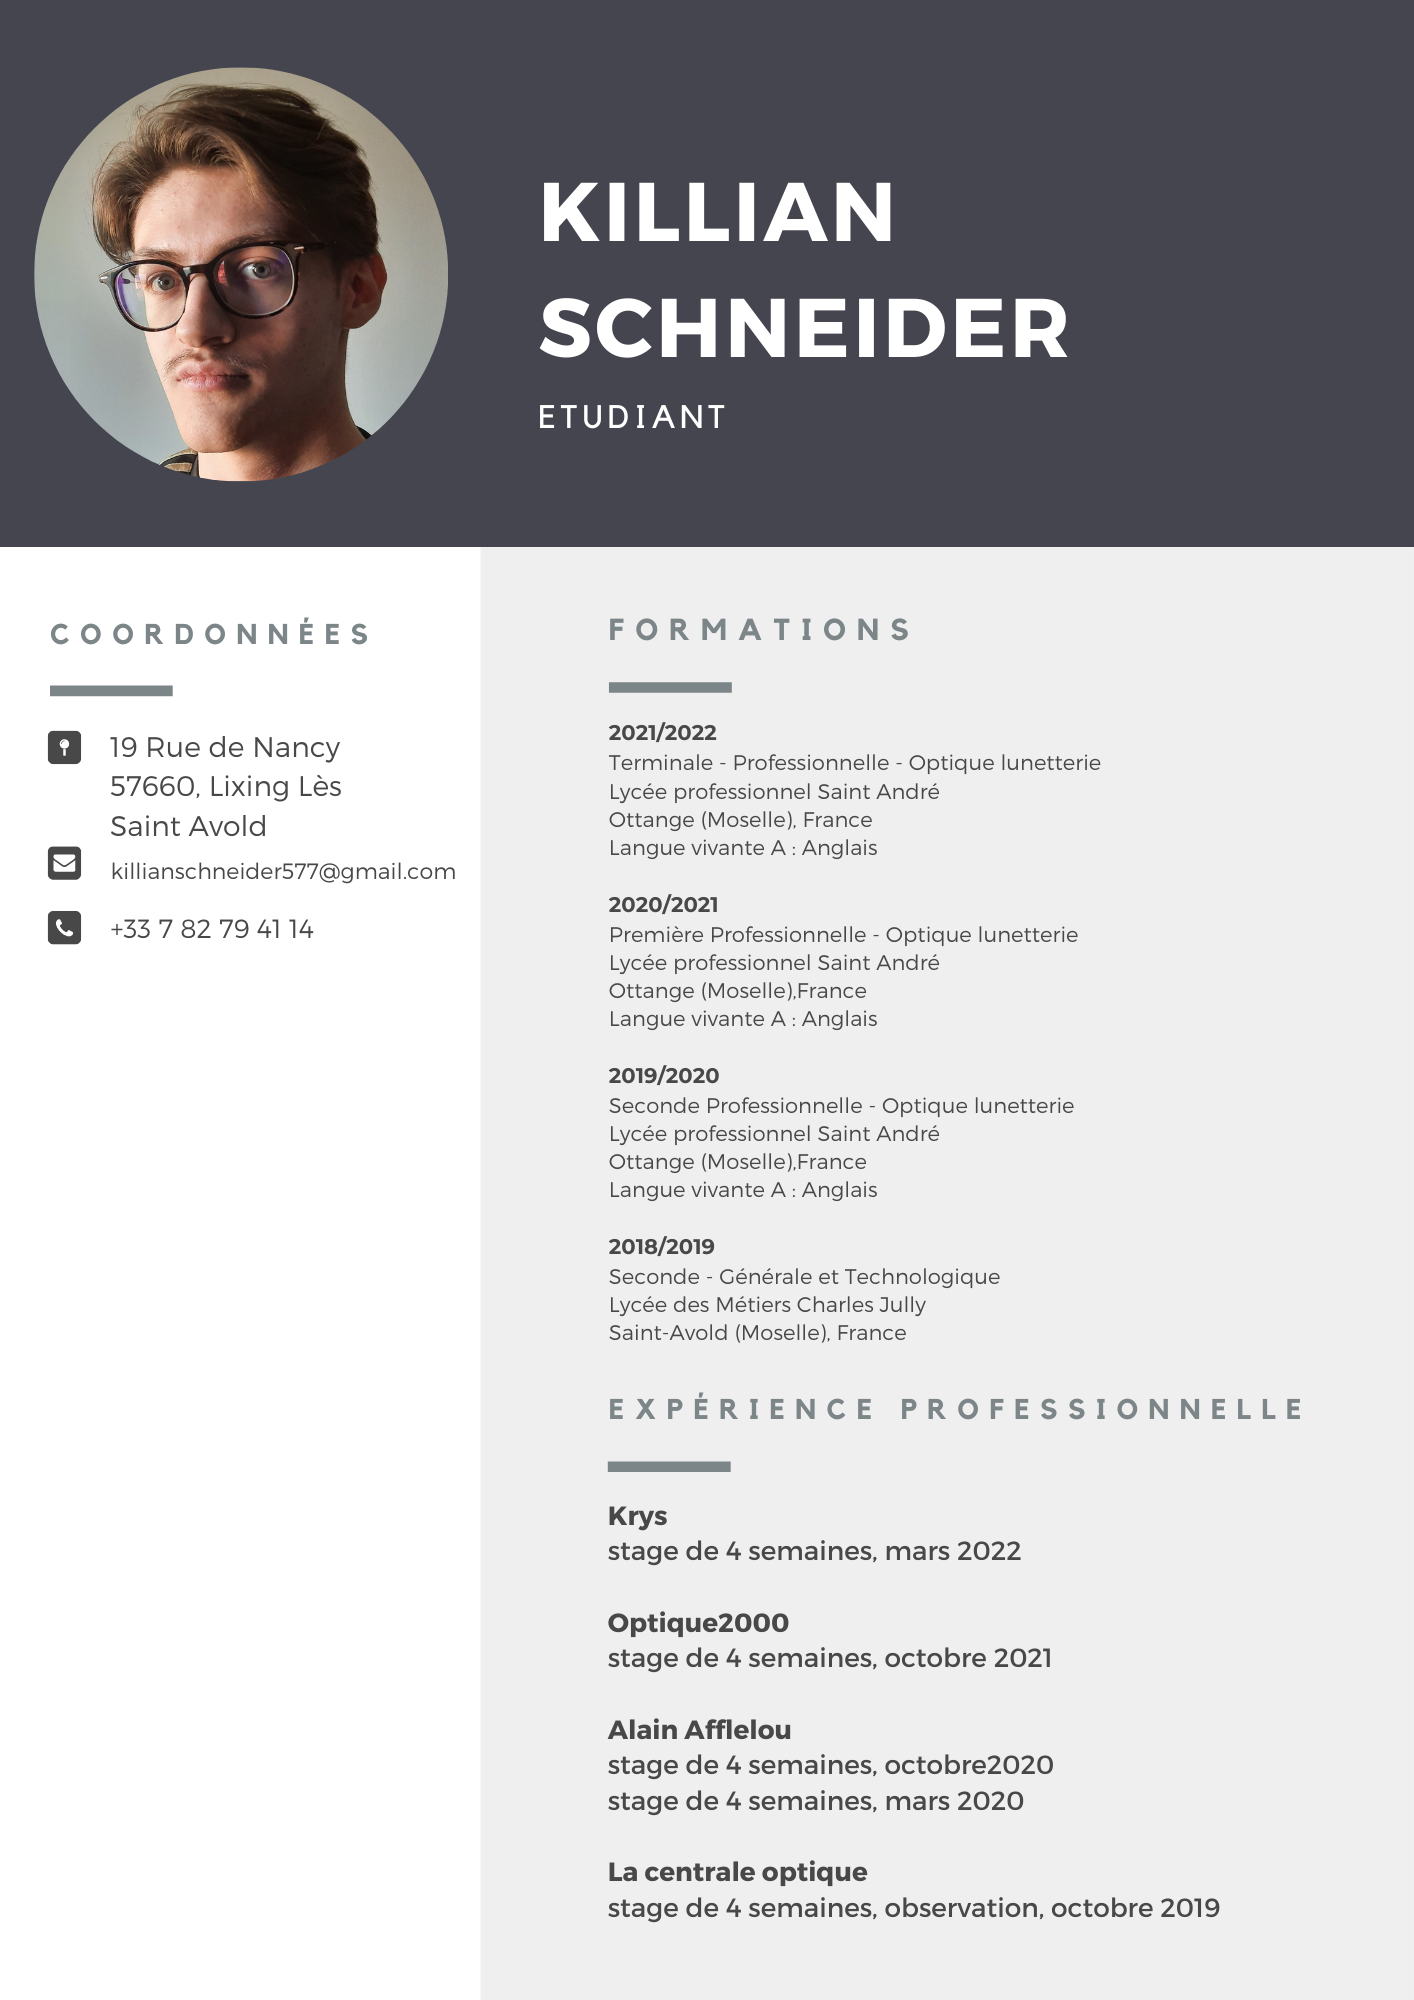 KILLIAN
SCHNEIDER
ETUDIANT
COORDONNÉES
19 Rue de Nancy
57660, Lixing Lès
Saint Avold
killianschneider577@gmail.com
+33 7 82 79 41 14
FORMATIONS
2021/2022
Terminale - Professionnelle - Optique lunetterie
Lycée professionnel Saint André
Ottange (Moselle), France
Langue vivante A : Anglais
2020/2021
Première Professionnelle - Optique lunetterie
Lycée professionnel Saint André
Ottange (Moselle),France
Langue vivante A : Anglais
2019/2020
Seconde Professionnelle - Optique lunetterie
Lycée professionnel Saint André
Ottange (Moselle),France
Langue vivante A : Anglais
2018/2019
Seconde - Générale et Technologique
Lycée des Métiers Charles Jully
Saint-Avold (Moselle), France
EXPÉRIENCE PROFESSIONNELLE
Krys
stage de 4 semaines, mars 2022
Optique2000
stage de 4 semaines, octobre 2021
Alain Afflelou
stage de 4 semaines, octobre2020
stage de 4 semaines, mars 2020
La centrale optique
stage de 4 semaines, observation, octobre 2019